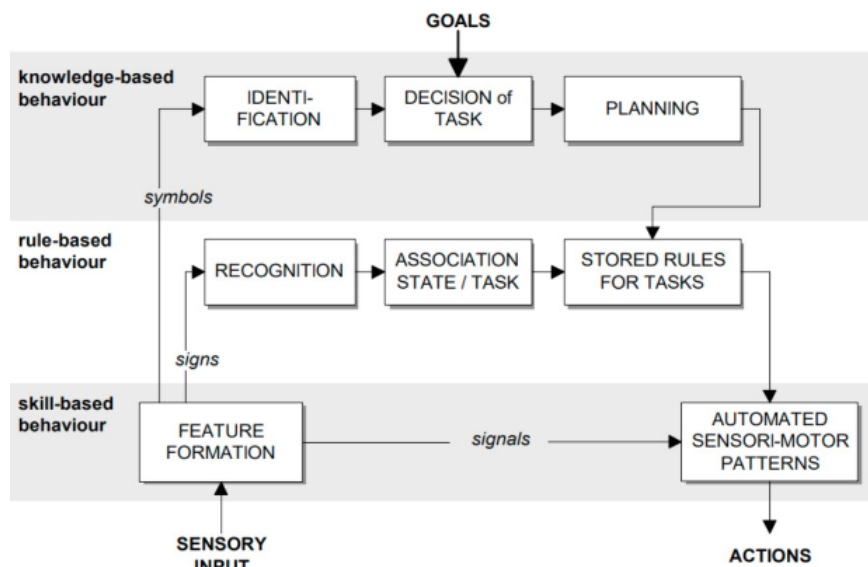 GOALS
knowledge-based
behaviour
IDENTI-
FICATION
DECISION of
TASK
PLANNING
symbols
rule-based
behaviour
RECOGNITION
ASSOCIATION
STATE / TASK
STORED RULES
FOR TASKS
signs
skill-based
behaviour
FEATURE
FORMATION
signals
AUTOMATED
SENSORI-MOTOR
PATTERNS
SENSORY
INPUT
ACTIONS